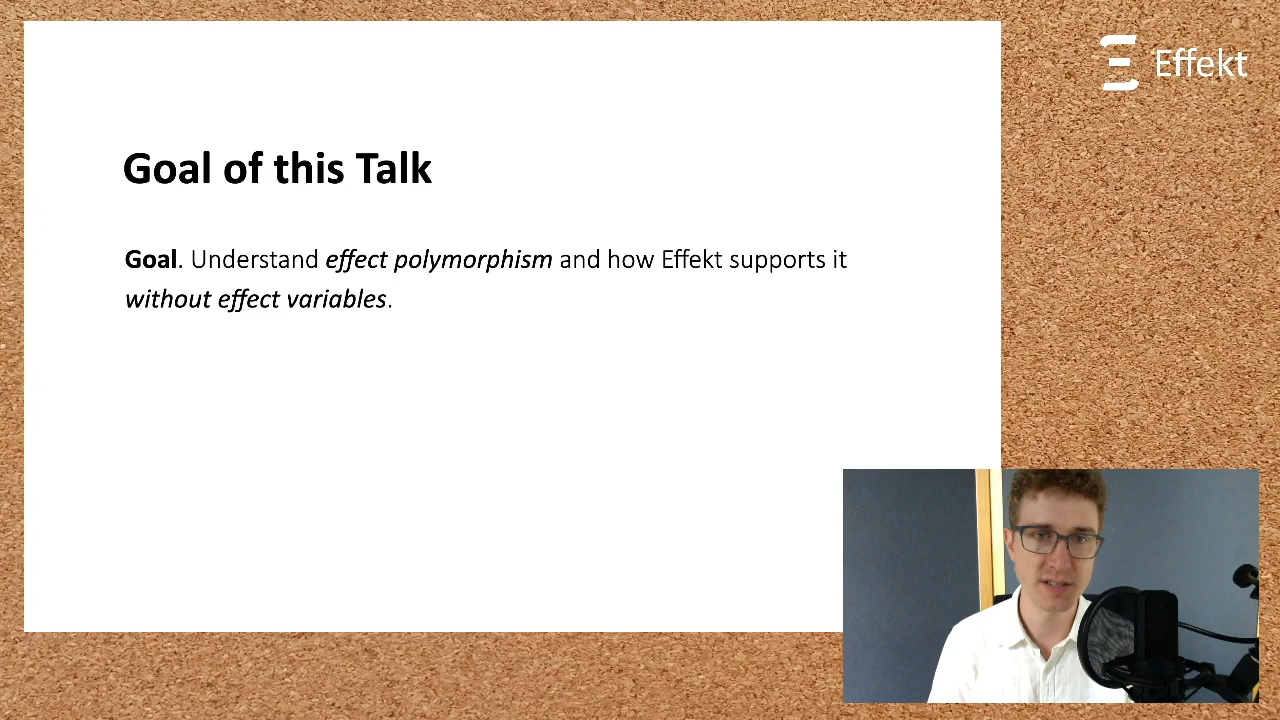 Effekt
Goal of this Talk
Goal. Understand effect polymorphism and how Effekt supports it
without effect variables.